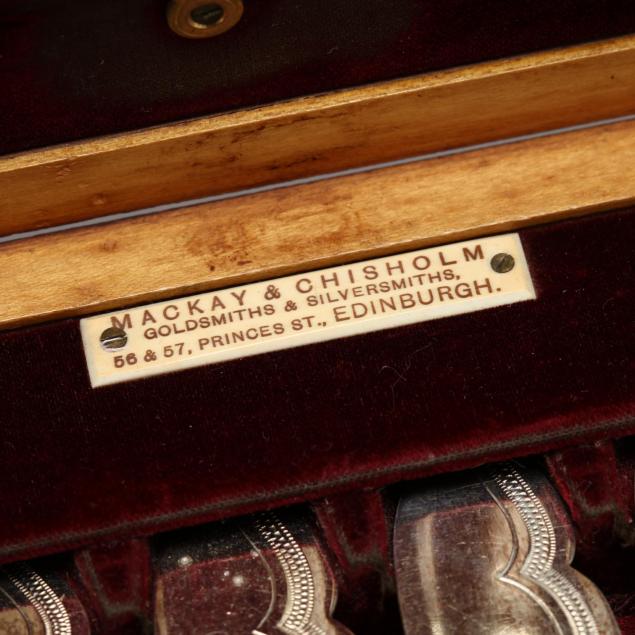 MACKAY & CHISHOLM
GOLDSMITHS & SILVERSMITHS,
56 & 57, PRINCES ST., EDINBURGH.